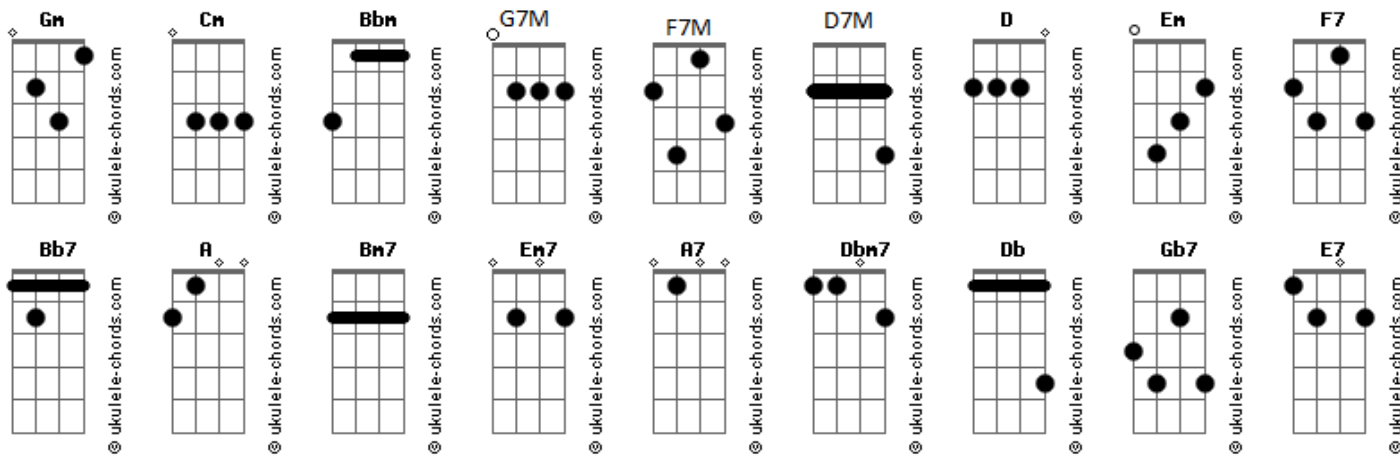 Gm Cm Bbm G7M F7M D7M D Em F7
© ukulele-chords.com © ukulele-chords.com © ukulele-chords.com © ukulele-chords.com © ukulele-chords.com © ukulele-chords.com © ukulele-chords.com © ukulele-chords.com © ukulele-chords.com
Bb7 A Bm7 Em7 A7 Dbm7 Db Gb7 E7
© ukulele-chords.com © ukulele-chords.com © ukulele-chords.com © ukulele-chords.com © ukulele-chords.com © ukulele-chords.com © ukulele-chords.com © ukulele-chords.com © ukulele-chords.com